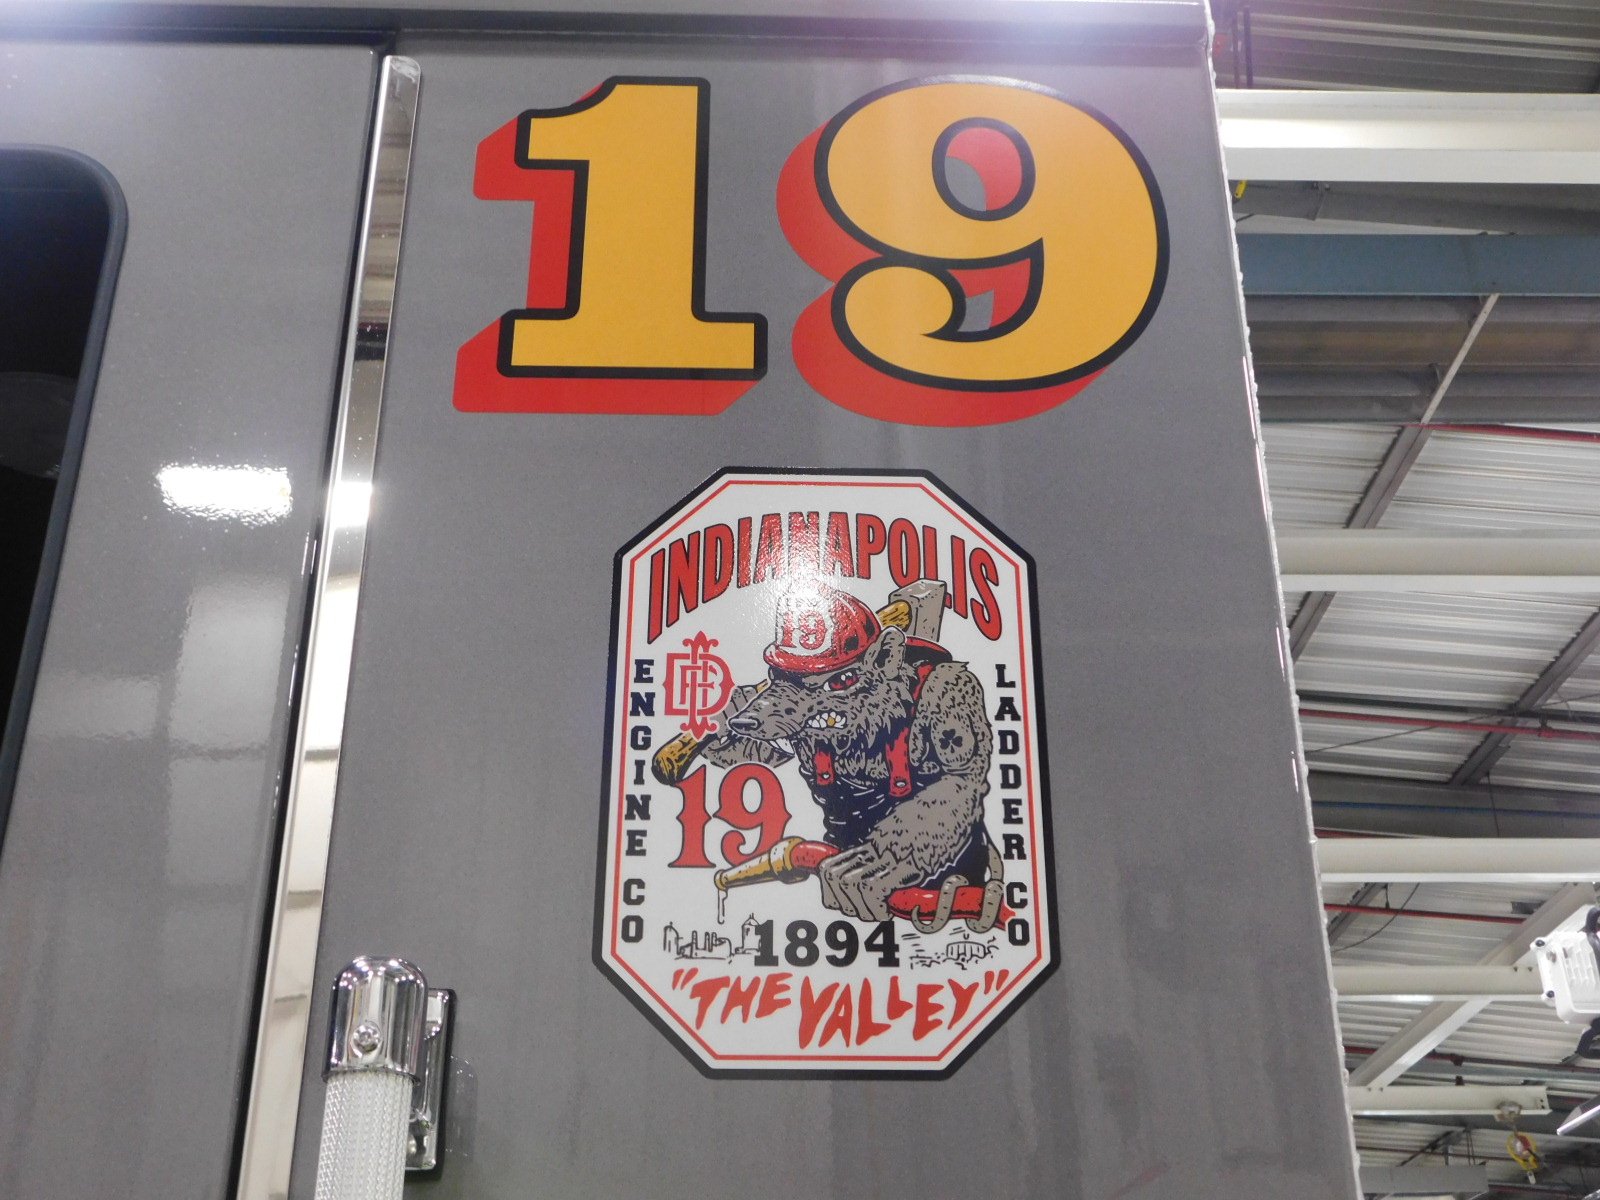 19
INDIANAPOLIS
19
IFD
ENGINE CO
LADDER CO
19
1894
"THE VALLEY"